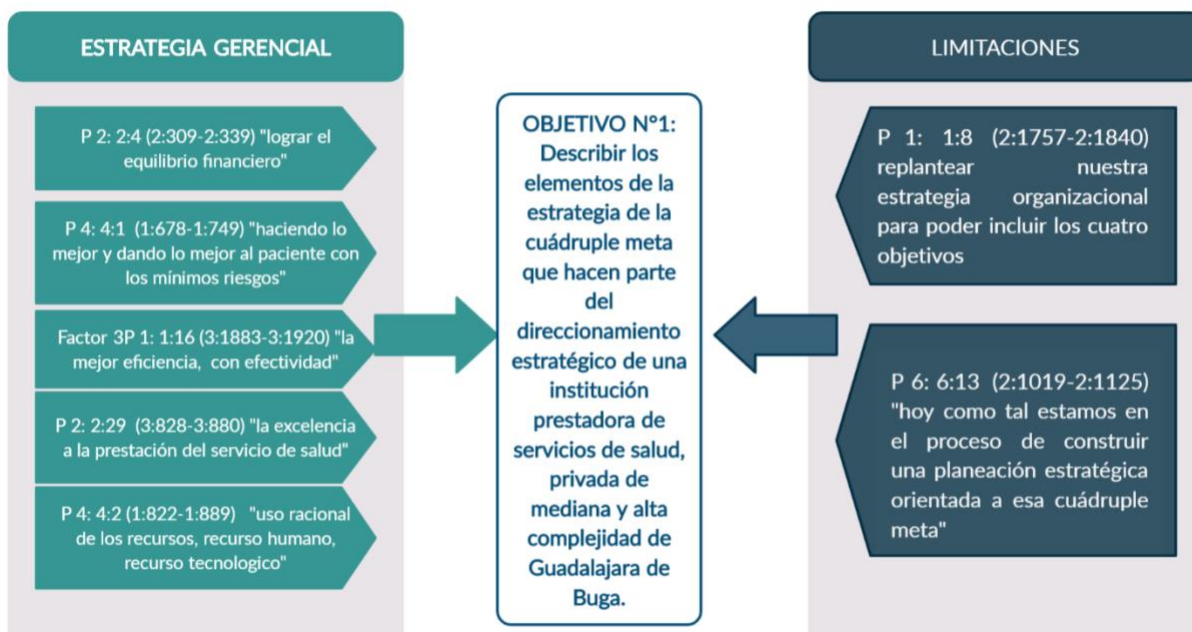 ESTRATEGIA GERENCIAL
P 2: 2:4 (2:309-2:339) "lograr el
equilibrio financiero"
P 4: 4:1 (1:678-1:749) "haciendo lo
mejor y dando lo mejor al paciente con
los mínimos riesgos"
Factor 3P 1: 1:16 (3:1883-3:1920) "la
mejor eficiencia, con efectividad"
P 2: 2:29 (3:828-3:880) "la excelencia
a la prestación del servicio de salud"
P 4: 4:2 (1:822-1:889) "uso racional
de los recursos, recurso humano,
recurso tecnologico"
OBJETIVO N°1:
Describir los
elementos de la
estrategia de la
cuádruple meta
que hacen parte
del
direccionamiento
estratégico de una
institución
prestadora de
servicios de salud,
privada de
mediana y alta
complejidad de
Guadalajara de
Buga.
LIMITACIONES
P 1: 1:8 (2:1757-2:1840)
replantear nuestra
estrategia organizacional
para poder incluir los cuatro
objetivos
P 6: 6:13 (2:1019-2:1125)
"hoy como tal estamos en
el proceso de construir
una planeación estratégica
orientada a esa cuádruple
meta"